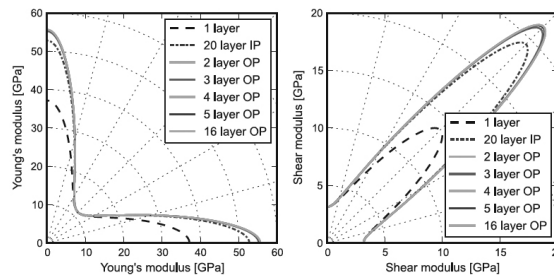 60
50
40
30
20
10
0
Young's modulus [GPa]
1 layer
20 layer IP
2 layer OP
3 layer OP
4 layer OP
5 layer OP
16 layer OP
0 10 20 30 40 50 60
Young's modulus [GPa]
20
15
10
5
0
Shear modulus [GPa]
1 layer
20 layer IP
2 layer OP
3 layer OP
4 layer OP
5 layer OP
16 layer OP
0 5 10 15
Shear modulus [GPa]